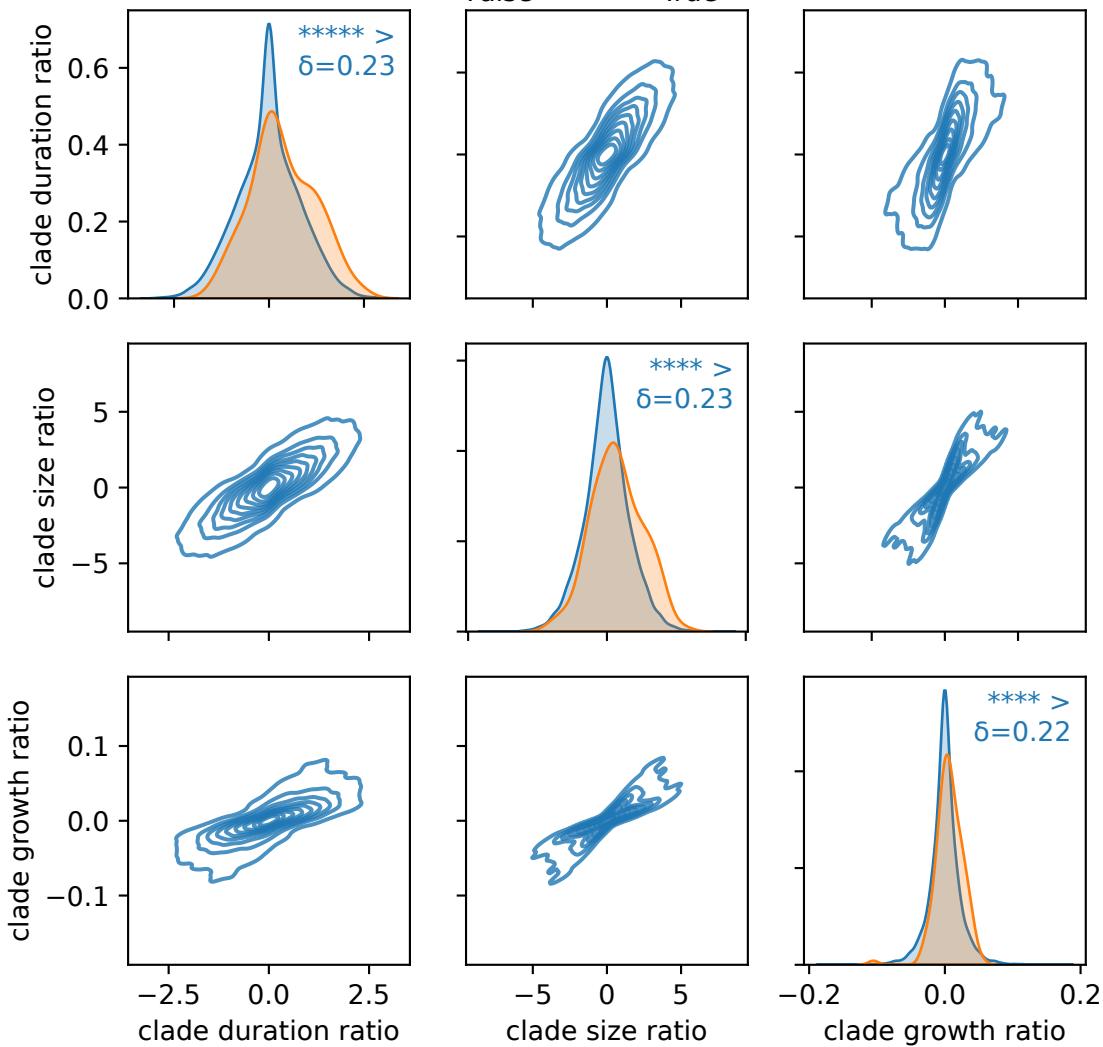 clade duration ratio
0.6
0.4
0.2
0.0
***** >
δ=0.23
clade size ratio
5
0
−5
**** >
δ=0.23
clade growth ratio
0.1
0.0
−0.1
**** >
δ=0.22
−2.5 0.0 2.5
−5 0 5
−0.2 0.0 0.2
clade duration ratio
clade size ratio
clade growth ratio